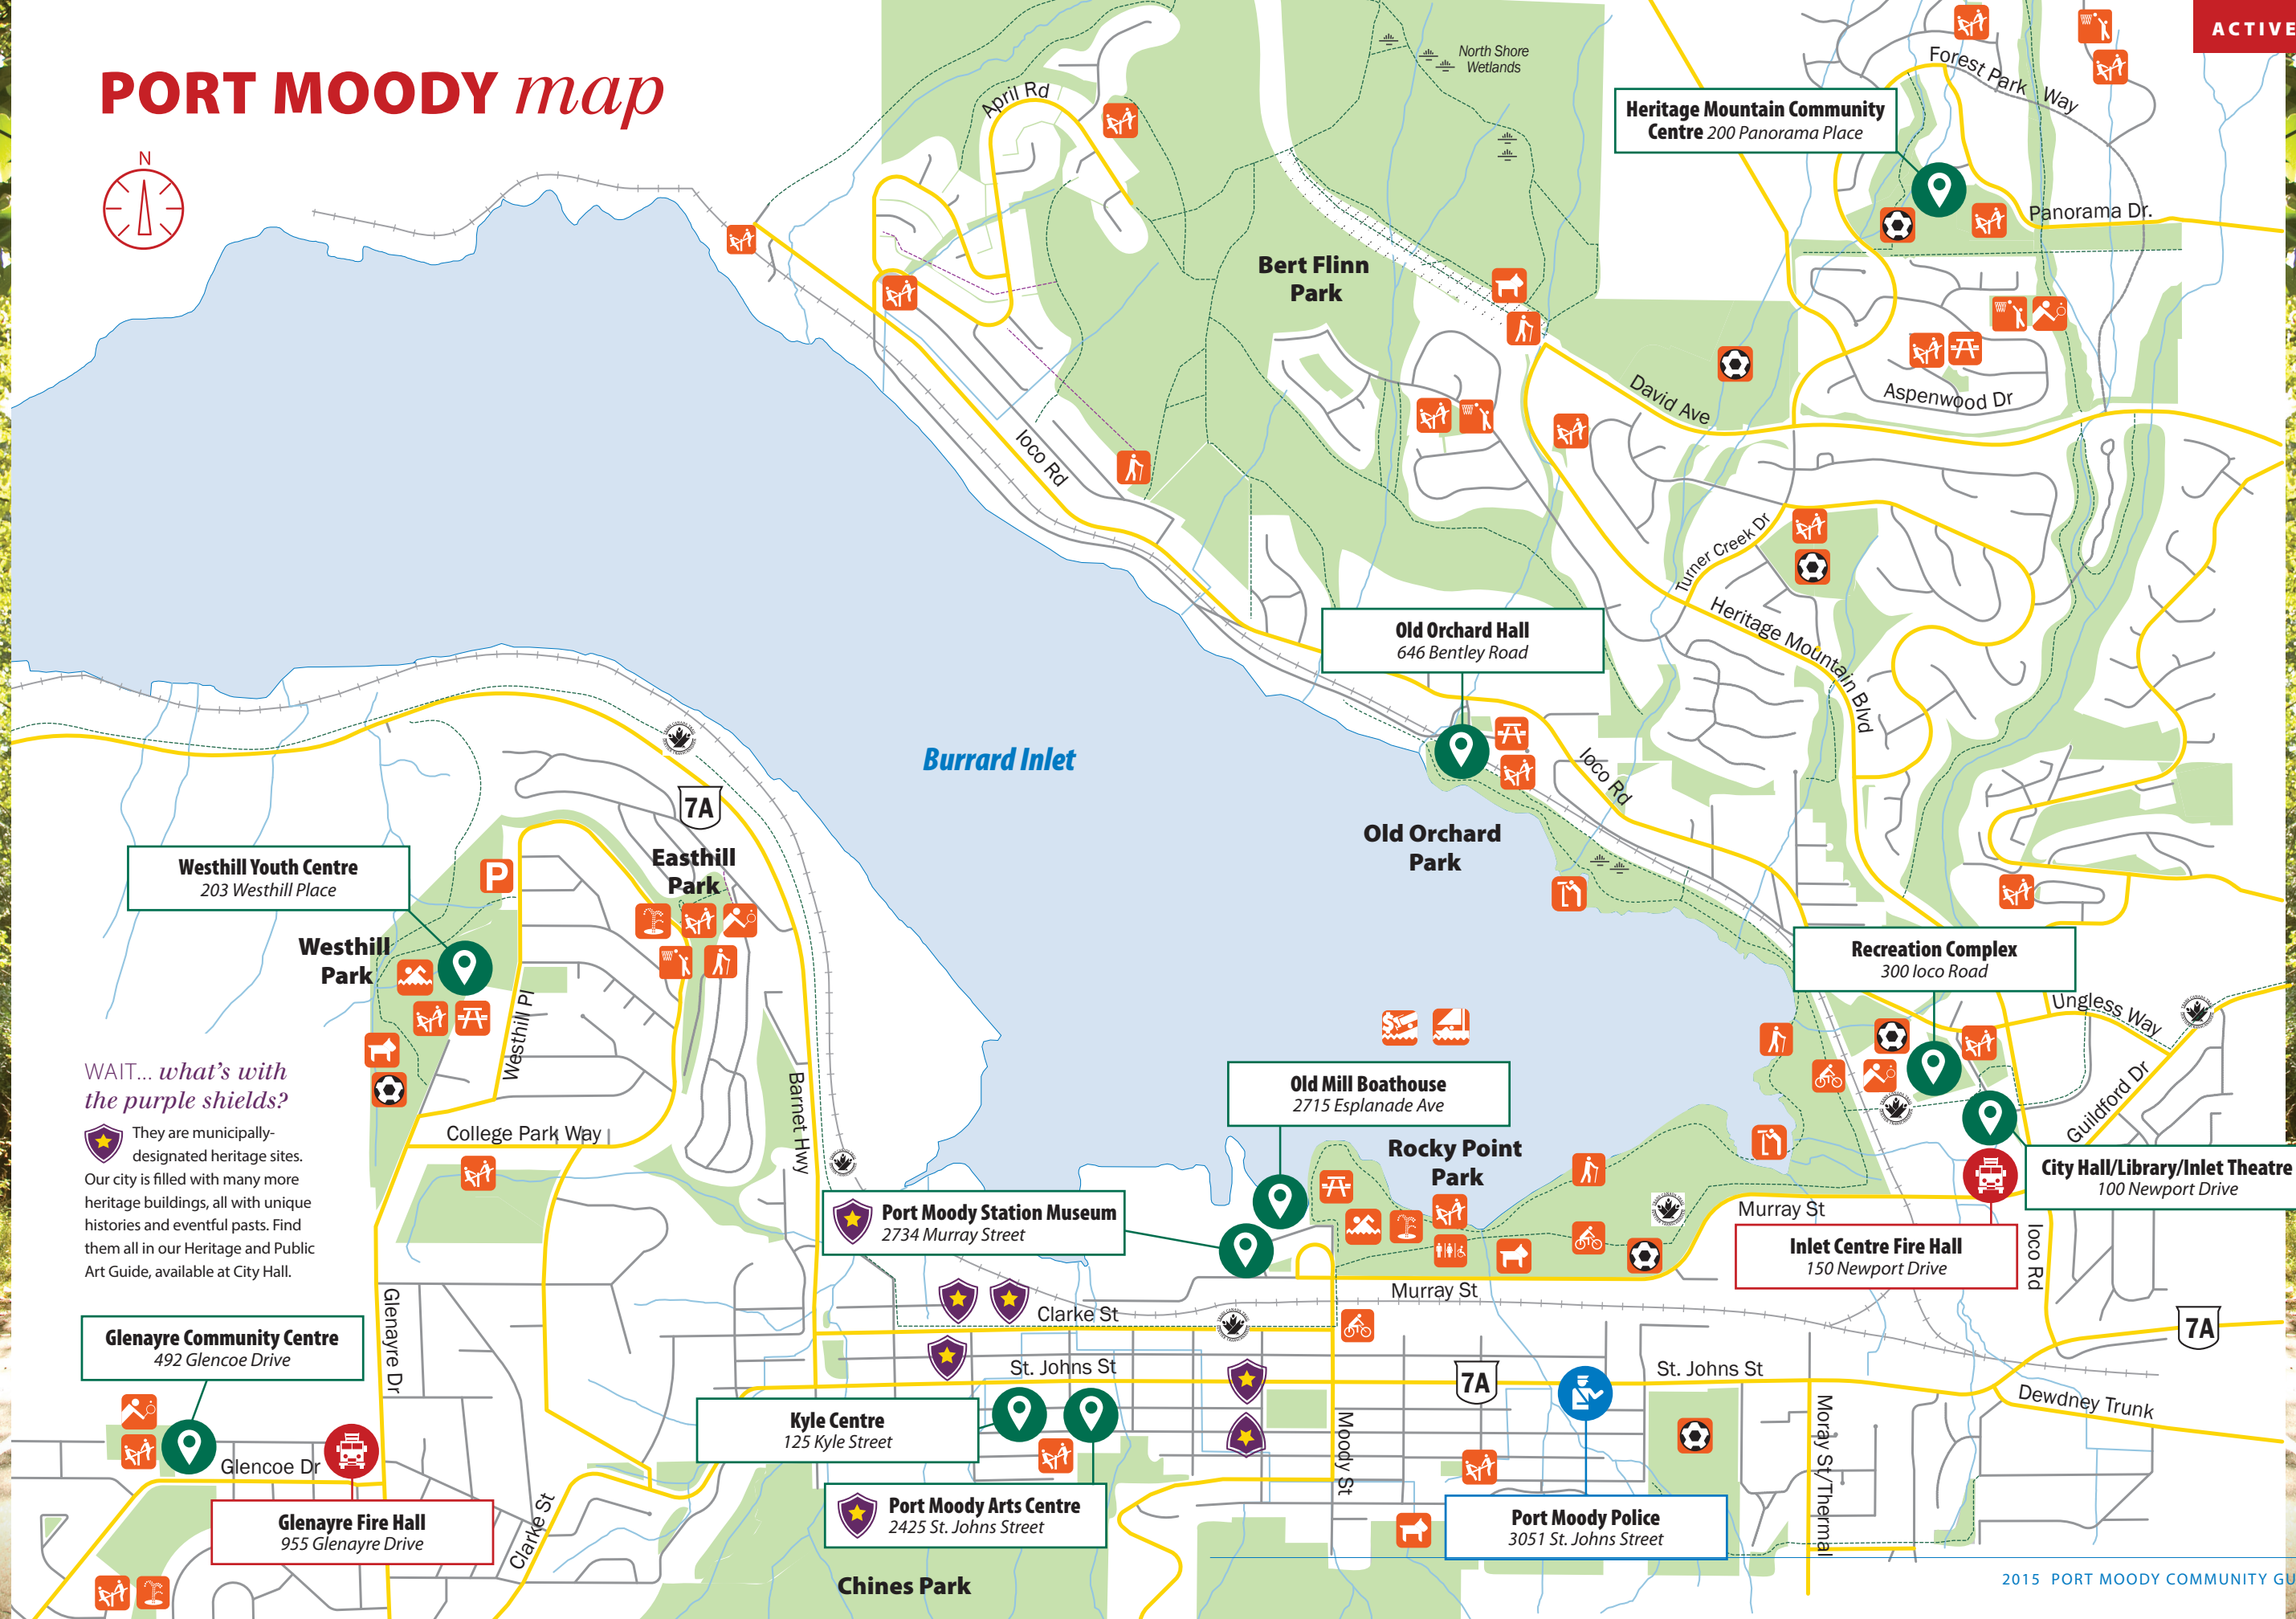 PORT MOODY map
N
ACTIVE
North Shore
Wetlands
April Rd
Forest Park Way
Heritage Mountain Community
Centre 200 Panorama Place
Panorama Dr.
Bert Flinn
Park
David Ave
Aspenwood Dr
Ioco Rd
Turner Creek Dr
Heritage Mountain Blvd
Old Orchard Hall
646 Bentley Road
Burrard Inlet
Ioco Rd
7A
Old Orchard
Park
Easthill
Park
Westhill Youth Centre
203 Westhill Place
P
Westhill
Park
Westhill Pl
Recreation Complex
300 Ioco Road
Ungless Way
Guildford Dr
WAIT... what's with
the purple shields?
They are municipally-
designated heritage sites.
Our city is filled with many more
heritage buildings, all with unique
histories and eventful pasts. Find
them all in our Heritage and Public
Art Guide, available at City Hall.
Barnet Hwy
College Park Way
Old Mill Boathouse
2715 Esplanade Ave
Rocky Point
Park
City Hall/Library/Inlet Theatre
100 Newport Drive
Port Moody Station Museum
2734 Murray Street
Murray St
Inlet Centre Fire Hall
150 Newport Drive
Ioco Rd
Murray St
Clarke St
7A
Glenayre Dr
Glenayre Community Centre
492 Glencoe Drive
St. Johns St
7A
St. Johns St
Dewdney Trunk
Kyle Centre
125 Kyle Street
Moody St
Moray St/Thermal
Glencoe Dr
Port Moody Arts Centre
2425 St. Johns Street
Port Moody Police
3051 St. Johns Street
Glenayre Fire Hall
955 Glenayre Drive
Clarke St
Chines Park
2015 PORT MOODY COMMUNITY GU